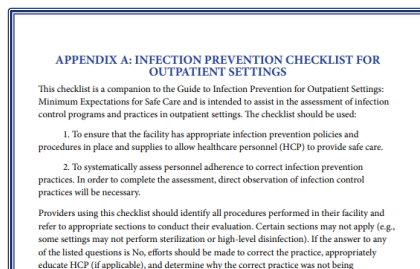 APPENDIX A: INFECTION PREVENTION CHECKLIST FOR
OUTPATIENT SETTINGS
This checklist is a companion to the Guide to Infection Prevention for Outpatient Settings:
Minimum Expectations for Safe Care and is intended to assist in the assessment of infection
control programs and practices in outpatient settings. The checklist should be used:
1. To ensure that the facility has appropriate infection prevention policies and
procedures in place and supplies to allow healthcare personnel (HCP) to provide safe care.
2. To systematically assess personnel adherence to correct infection prevention
practices. In order to complete the assessment, direct observation of infection control
practices will be necessary.
Providers using this checklist should identify all procedures performed in their facility and
refer to appropriate sections to conduct their evaluation. Certain sections may not apply (e.g.,
some settings may not perform sterilization or high-level disinfection). If the answer to any
of the listed questions is No, efforts should be made to correct the practice, appropriately
educate HCP (if applicable), and determine why the correct practice was not being